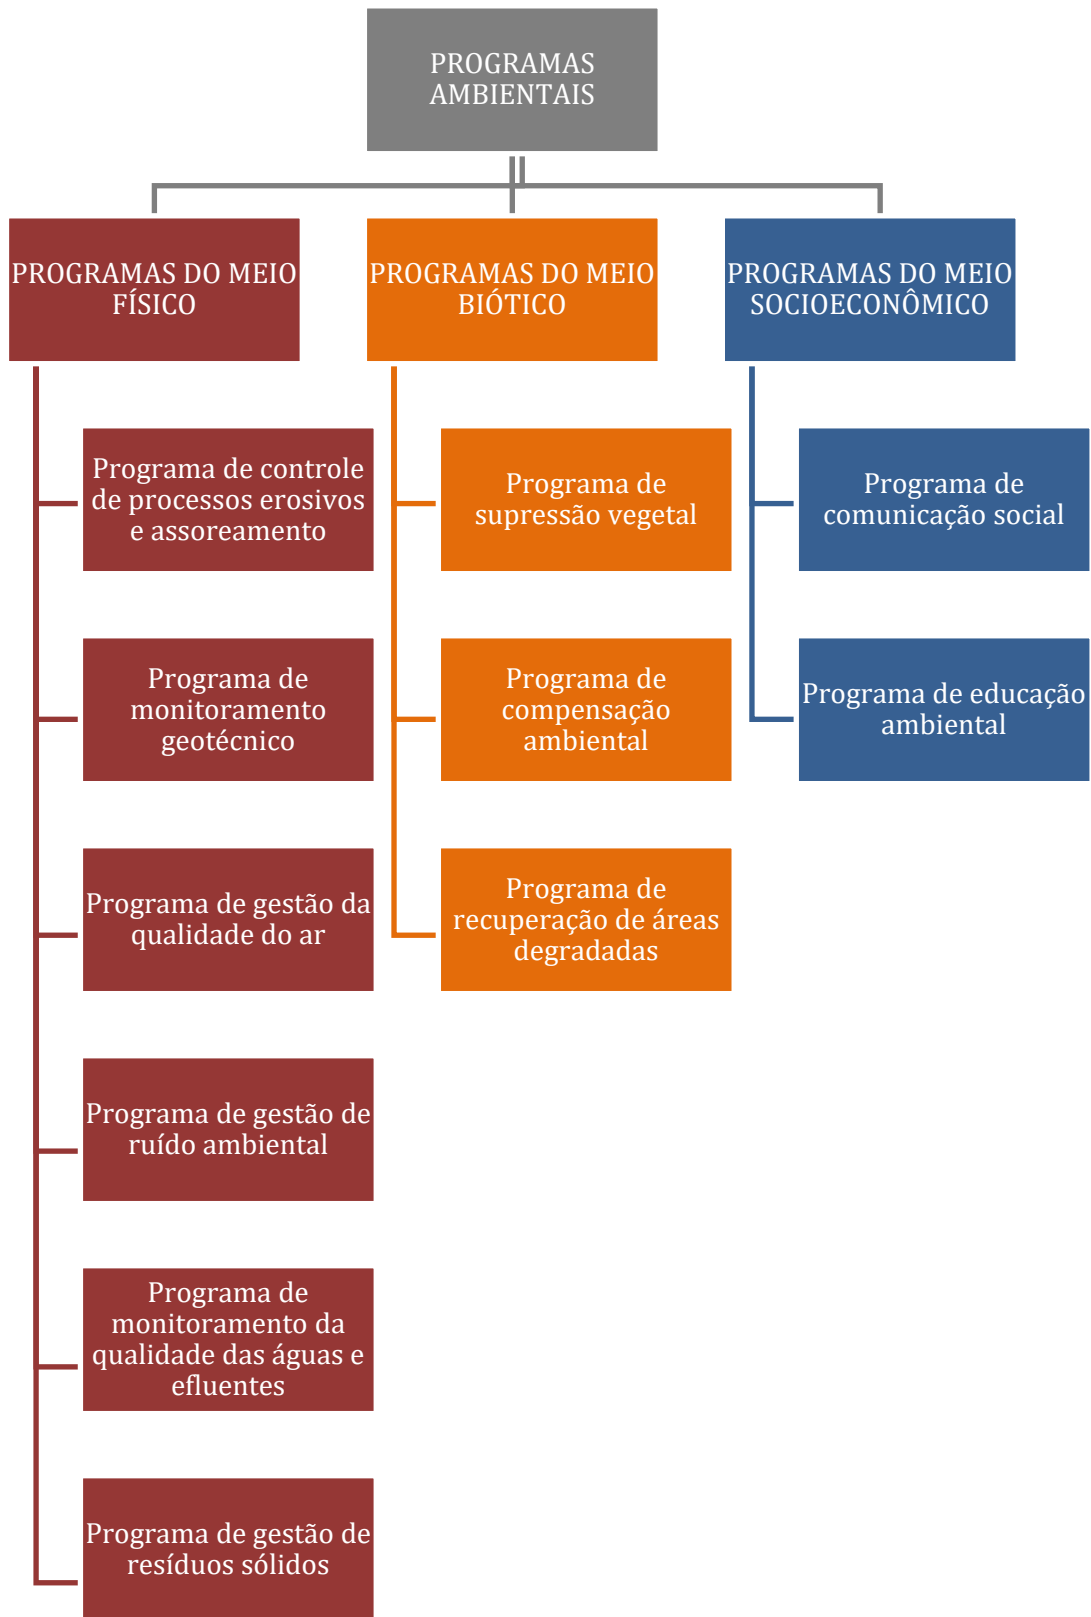 PROGRAMAS
AMBIENTAIS
PROGRAMAS DO MEIO
FÍSICO
PROGRAMAS DO MEIO
BIÓTICO
PROGRAMAS DO MEIO
SOCIOECONÔMICO
Programa de controle
de processos erosivos
e assoreamento
Programa de
monitoramento
geotécnico
Programa de gestão da
qualidade do ar
Programa de gestão de
ruído ambiental
Programa de
monitoramento da
qualidade das águas e
efluentes
Programa de gestão de
resíduos sólidos
Programa de
supressão vegetal
Programa de
compensação
ambiental
Programa de
recuperação de áreas
degradadas
Programa de
comunicação social
Programa de educação
ambiental